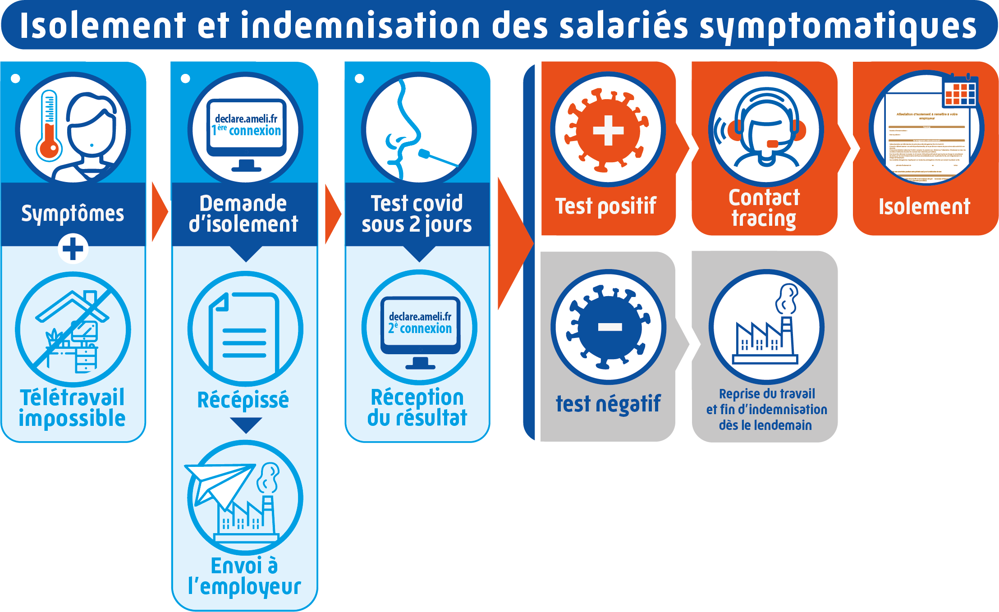 Isolement et indemnisation des salariés symptomatiques
declare.ameli.fr
1ère connexion
Symptômes
Télétravail
impossible
Demande
d'isolement
Récépissé
Envoi à
l'employeur
Test covid
sous 2 jours
declare.ameli.fr
2è connexion
Réception
du résultat
Test positif
Contact
tracing
Attestation d'isolement à remettre à votre
employeur
Isolement
test négatif
Reprise du travail
et fin d'indemnisation
dès le lendemain